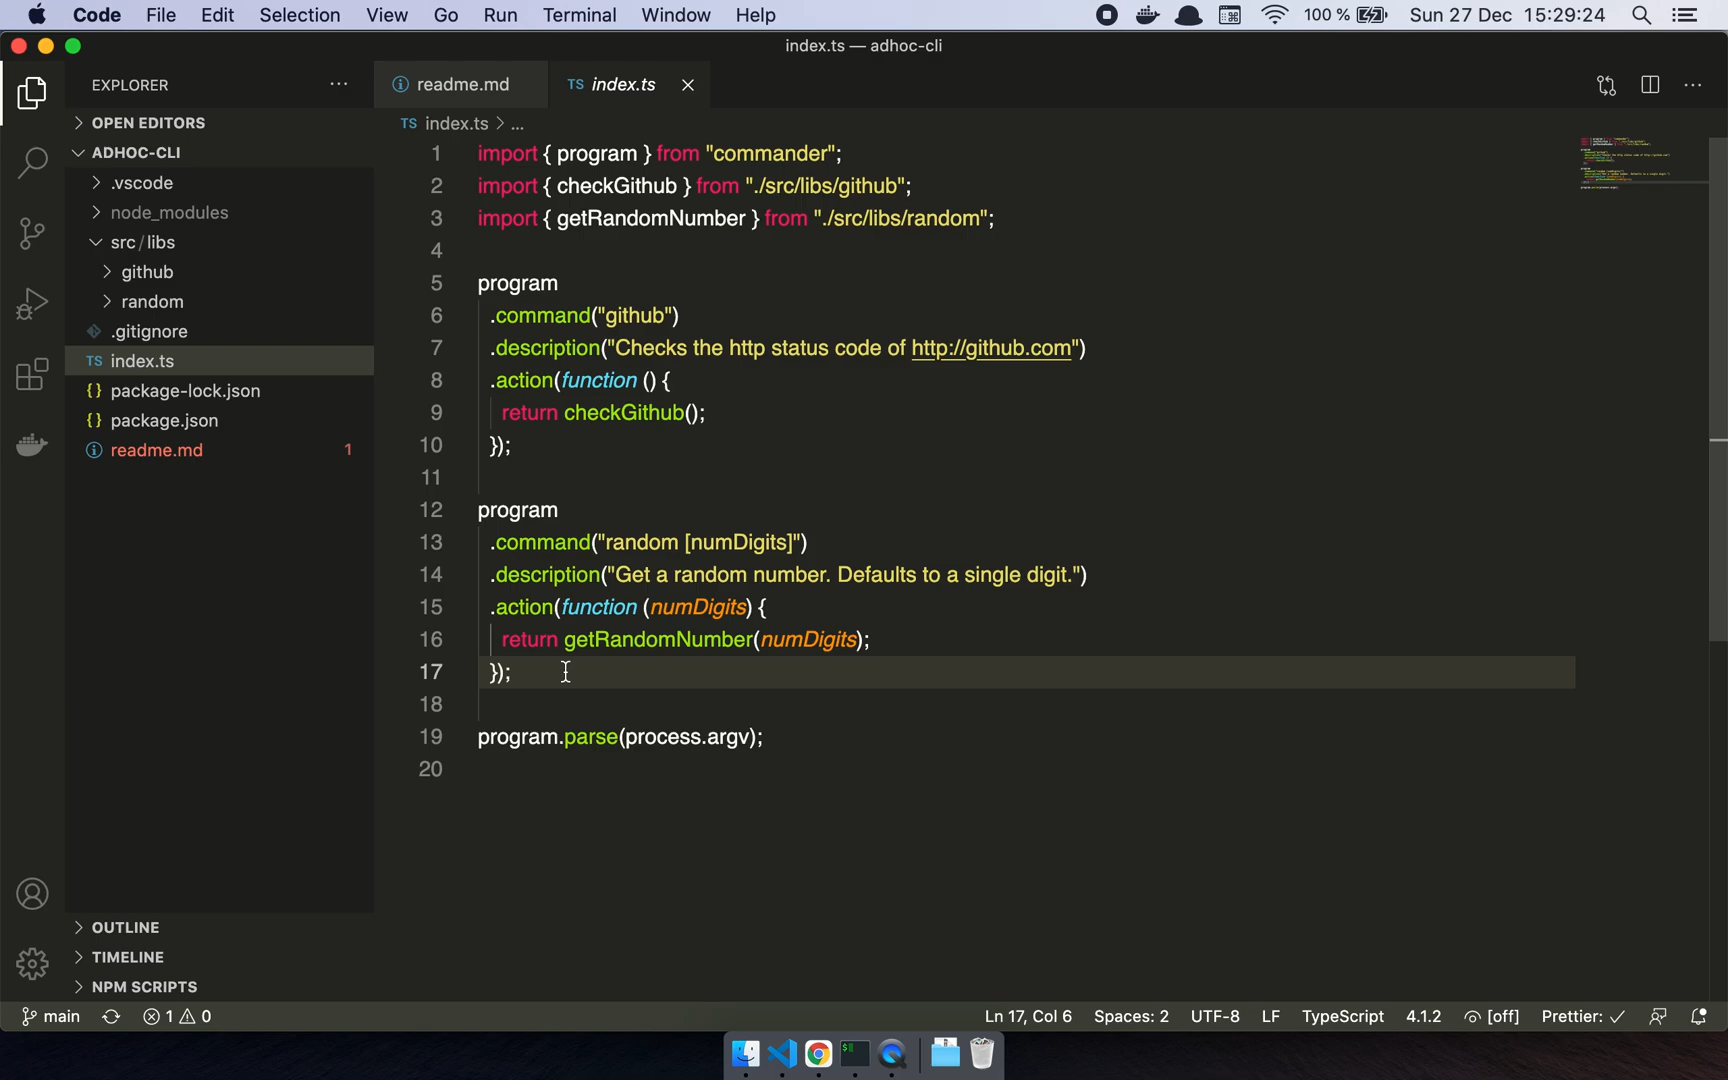 Code File Edit Selection View Go Run Terminal Window Help 100 % Sun 27 Dec 15:29:24
index.ts — adhoc-cli
EXPLORER ···
readme.md TS index.ts
OPEN EDITORS
ADHOC-CLI
.vscode
node_modules
src/libs
github
random
.gitignore
TS index.ts
{} package-lock.json
{} package.json
readme.md 1
OUTLINE
TIMELINE
NPM SCRIPTS
TS index.ts > ...
1 import { program } from "commander";
2 import { checkGithub } from "./src/libs/github";
3 import { getRandomNumber } from "./src/libs/random";
4
5 program
6 .command("github")
7 .description("Checks the http status code of http://github.com")
8 .action(function () {
9 return checkGithub();
10 });
11
12 program
13 .command("random [numDigits]")
14 .description("Get a random number. Defaults to a single digit.")
15 .action(function (numDigits) {
16 return getRandomNumber(numDigits);
17 });
18
19 program.parse(process.argv);
20
main 1 0 Ln 17, Col 6 Spaces: 2 UTF-8 LF TypeScript 4.1.2 [off] Prettier: ✓